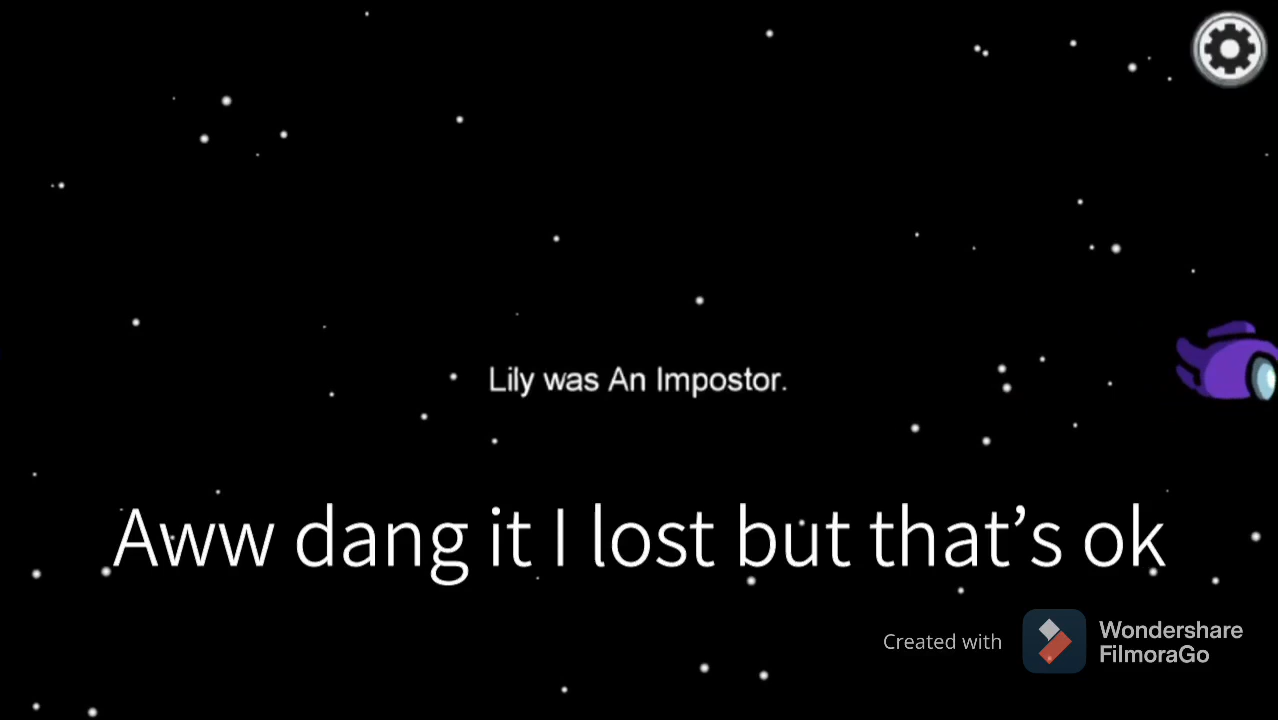 Lily was An Impostor.
Aww dang it I lost but that’s ok
Created with
Wondershare
FilmoraGo